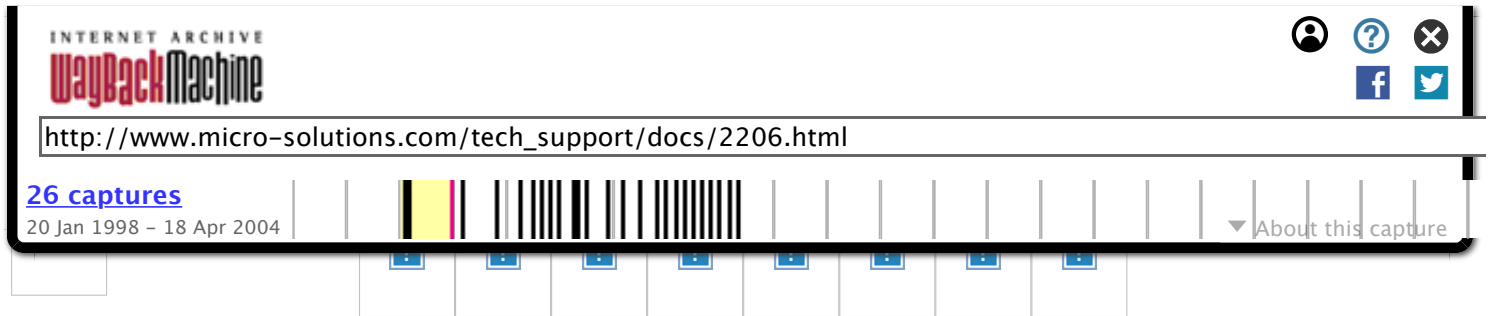 INTERNET ARCHIVE
WayBackMachine
http://www.micro-solutions.com/tech_support/docs/2206.html
26 captures
20 Jan 1998 – 18 Apr 2004
▼ About this capture